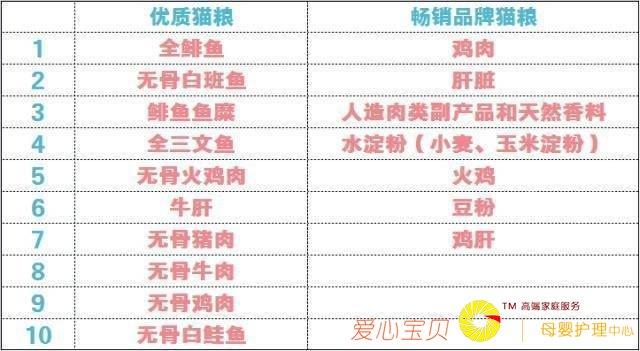 优质猫粮 畅销品牌猫粮
1 全鲱鱼 鸡肉
2 无骨白班鱼 肝脏
3 鲱鱼鱼糜 人造肉类副产品和天然香料
4 全三文鱼 水淀粉（小麦、玉米淀粉）
5 无骨火鸡肉 火鸡
6 牛肝 豆粉
7 无骨猪肉 鸡肝
8 无骨牛肉
9 无骨鸡肉
10 无骨白鲑鱼
爱心宝贝
TM 高端家庭服务
母婴护理中心